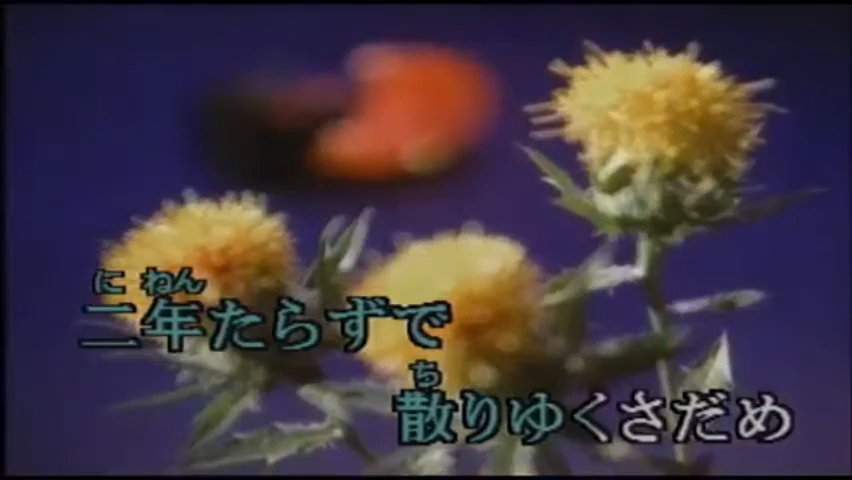 にねん
二年たらずで
ち
散りゆくさだめ